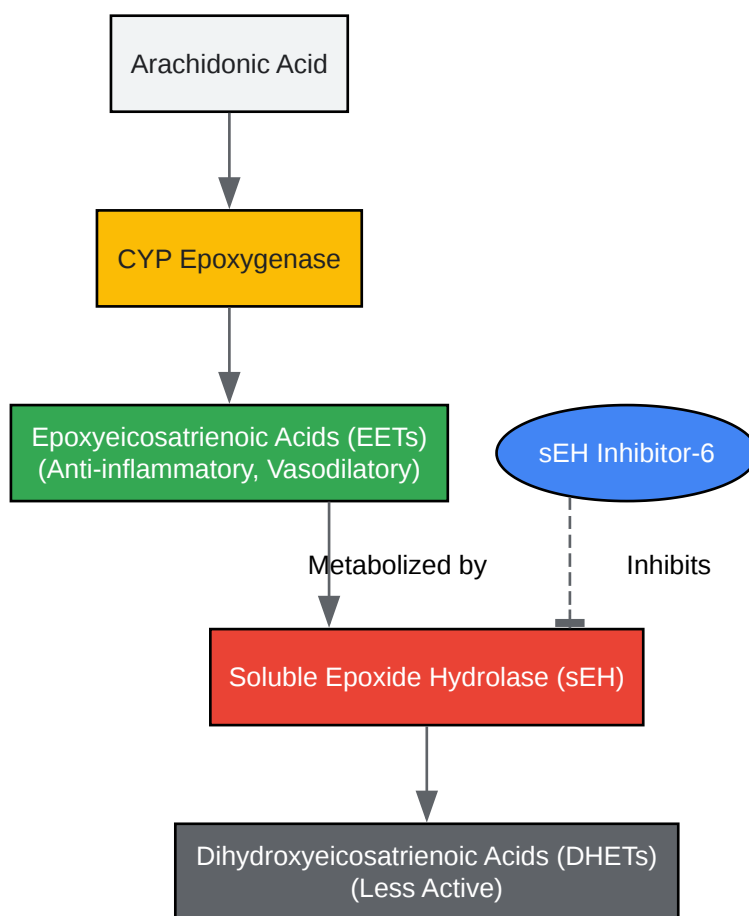 Arachidonic Acid
CYP Epoxygenase
Epoxyeicosatrienoic Acids (EETs)
(Anti-inflammatory, Vasodilatory)
sEH Inhibitor-6
Metabolized by
Inhibits
Soluble Epoxide Hydrolase (sEH)
Dihydroxyeicosatrienoic Acids (DHETs)
(Less Active)